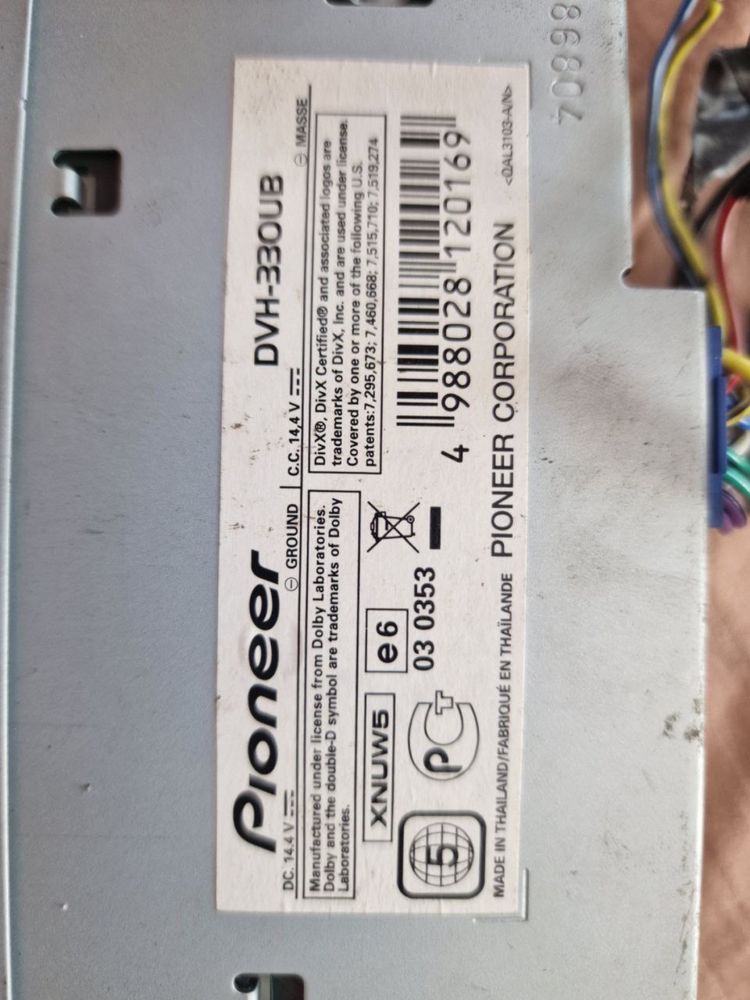 Pioneer DVH-330UB
DC. 14.4 V ⎓ ⊖ GROUND | C.C. 14,4 V ⎓ ⊖ MASSE
Manufactured under license from Dolby Laboratories.
Dolby and the double-D symbol are trademarks of Dolby
Laboratories.
DivX®, DivX Certified® and associated logos are
trademarks of DivX, Inc. and are used under license.
Covered by one or more of the following U.S.
patents:7,295,673; 7,460,668; 7,515,710; 7,519,274
XNUW5
e6
03 0353
5
PCT
4 988028 120169
MADE IN THAILAND/FABRIQUÉ EN THAÏLANDE PIONEER CORPORATION <QAL3103-A/N>
70898